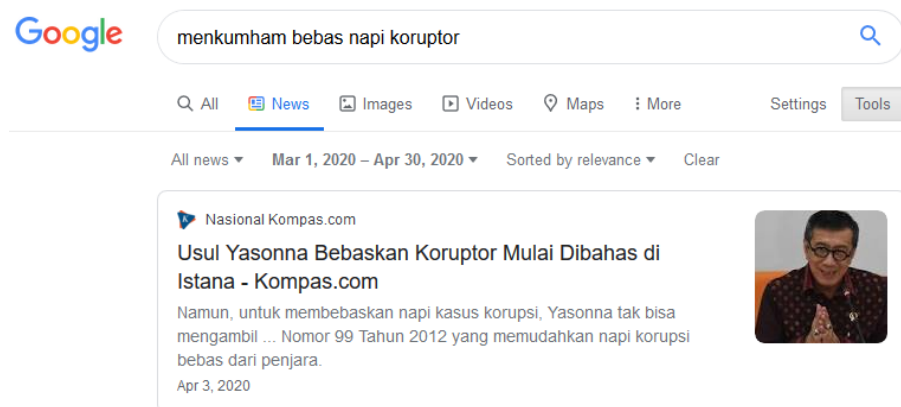 Google
menkumham bebas napi koruptor
All News Images Videos Maps More Settings Tools
All news Mar 1, 2020 – Apr 30, 2020 Sorted by relevance Clear
Nasional Kompas.com
Usul Yasonna Bebaskan Koruptor Mulai Dibahas di
Istana - Kompas.com
Namun, untuk membebaskan napi kasus korupsi, Yasonna tak bisa
mengambil ... Nomor 99 Tahun 2012 yang memudahkan napi korupsi
bebas dari penjara.
Apr 3, 2020